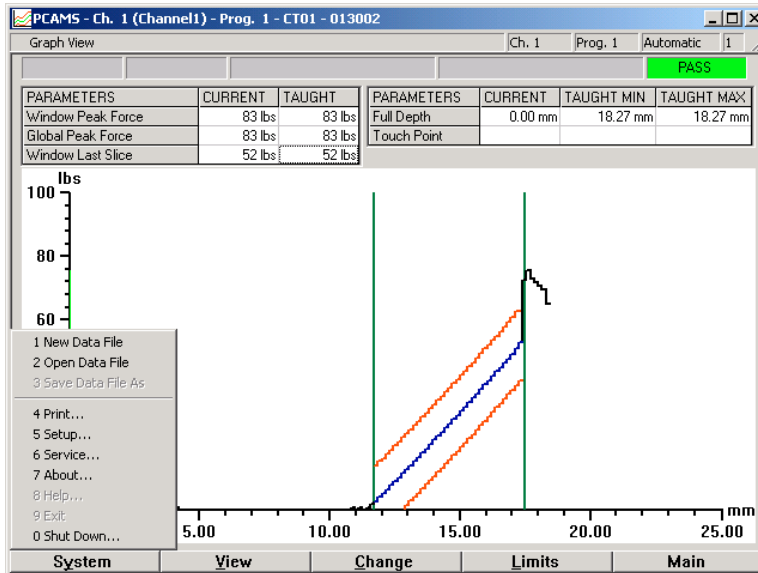 PCAMS - Ch. 1 (Channel1) - Prog. 1 - CT01 - 013002
Graph View Ch. 1 Prog. 1 Automatic 1
PASS
PARAMETERS CURRENT TAUGHT
Window Peak Force 83 lbs 83 lbs
Global Peak Force 83 lbs 83 lbs
Window Last Slice 52 lbs 52 lbs
PARAMETERS CURRENT TAUGHT MIN TAUGHT MAX
Full Depth 0.00 mm 18.27 mm 18.27 mm
Touch Point
lbs
100
80
60
1 New Data File
2 Open Data File
3 Save Data File As
4 Print...
5 Setup...
6 Service...
7 About...
8 Help...
9 Exit
0 Shut Down...
mm
5.00 10.00 15.00 20.00 25.00
System View Change Limits Main